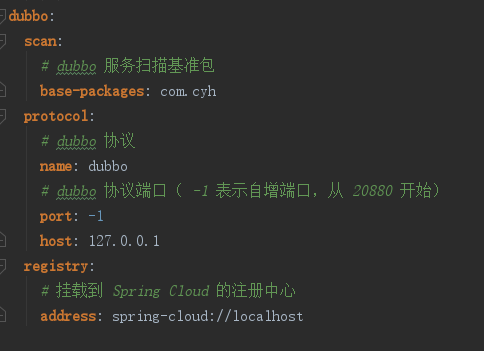 dubbo:
scan:
# dubbo 服务扫描基准包
base-packages: com.cyh
protocol:
# dubbo 协议
name: dubbo
# dubbo 协议端口（ -1 表示自增端口，从 20880 开始）
port: -1
host: 127.0.0.1
registry:
# 挂载到 Spring Cloud 的注册中心
address: spring-cloud://localhost